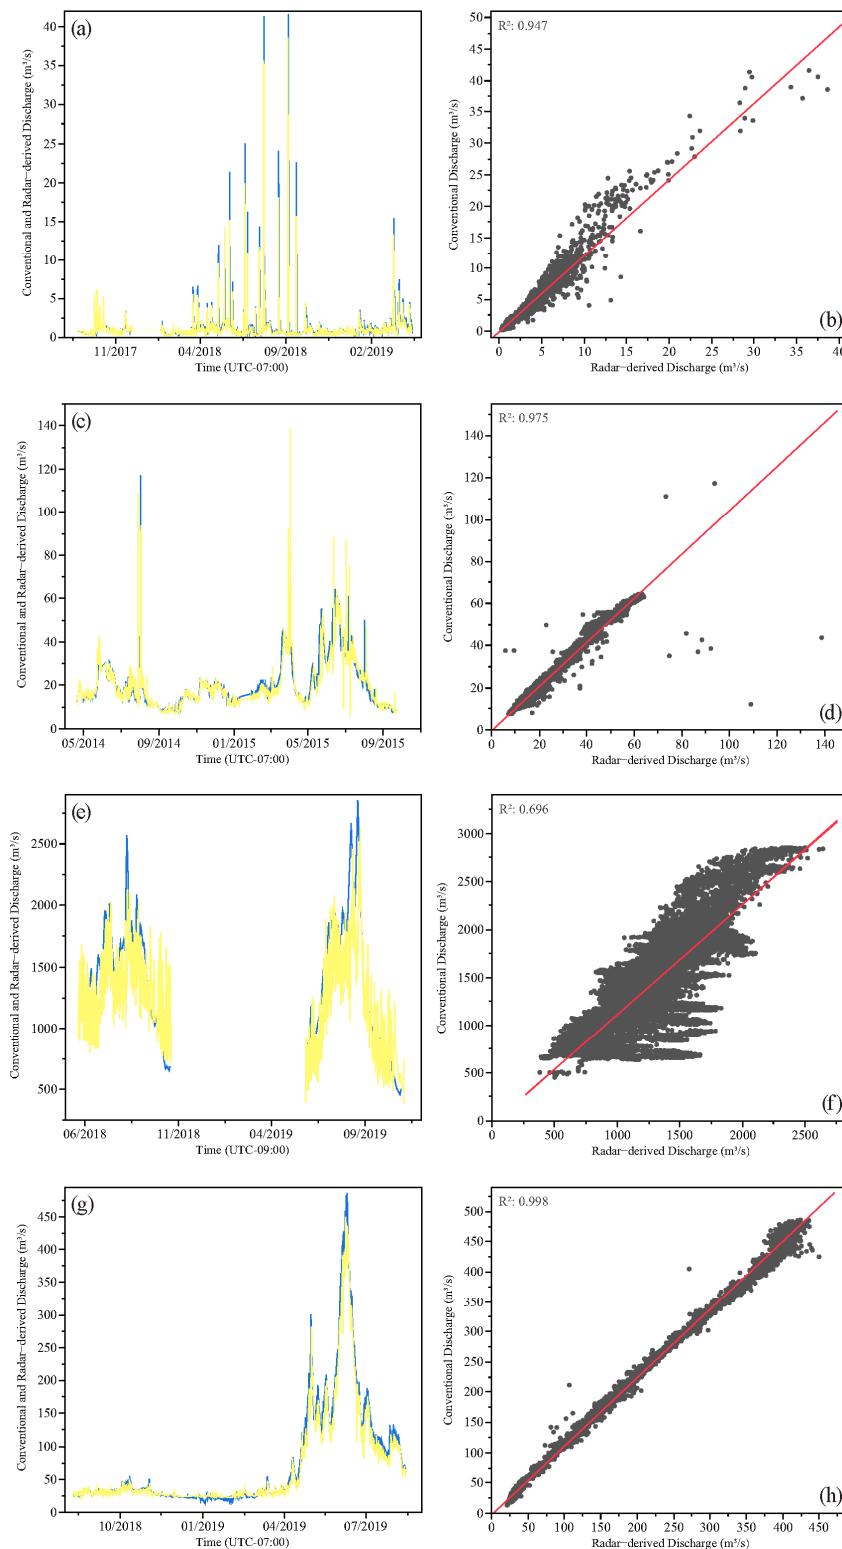 (a)
Conventional and Radar−derived Discharge (m³/s)
40
35
30
25
20
15
10
5
0
11/2017 04/2018 09/2018 02/2019
Time (UTC-07:00)
R²: 0.947
(b)
Conventional Discharge (m³/s)
50
45
40
35
30
25
20
15
10
5
0
0 5 10 15 20 25 30 35 40
Radar−derived Discharge (m³/s)
(c)
Conventional and Radar−derived Discharge (m³/s)
140
120
100
80
60
40
20
0
05/2014 09/2014 01/2015 05/2015 09/2015
Time (UTC-07:00)
R²: 0.975
(d)
Conventional Discharge (m³/s)
140
120
100
80
60
40
20
0
0 20 40 60 80 100 120 140
Radar−derived Discharge (m³/s)
(e)
Conventional and Radar−derived Discharge (m³/s)
2500
2000
1500
1000
500
06/2018 11/2018 04/2019 09/2019
Time (UTC-09:00)
R²: 0.696
(f)
Conventional Discharge (m³/s)
3000
2500
2000
1500
1000
500
0
0 500 1000 1500 2000 2500
Radar−derived Discharge (m³/s)
(g)
Conventional and Radar−derived Discharge (m³/s)
450
400
350
300
250
200
150
100
50
0
10/2018 01/2019 04/2019 07/2019
Time (UTC-07:00)
R²: 0.998
(h)
Conventional Discharge (m³/s)
500
450
400
350
300
250
200
150
100
50
0
0 50 100 150 200 250 300 350 400 450
Radar−derived Discharge (m³/s)